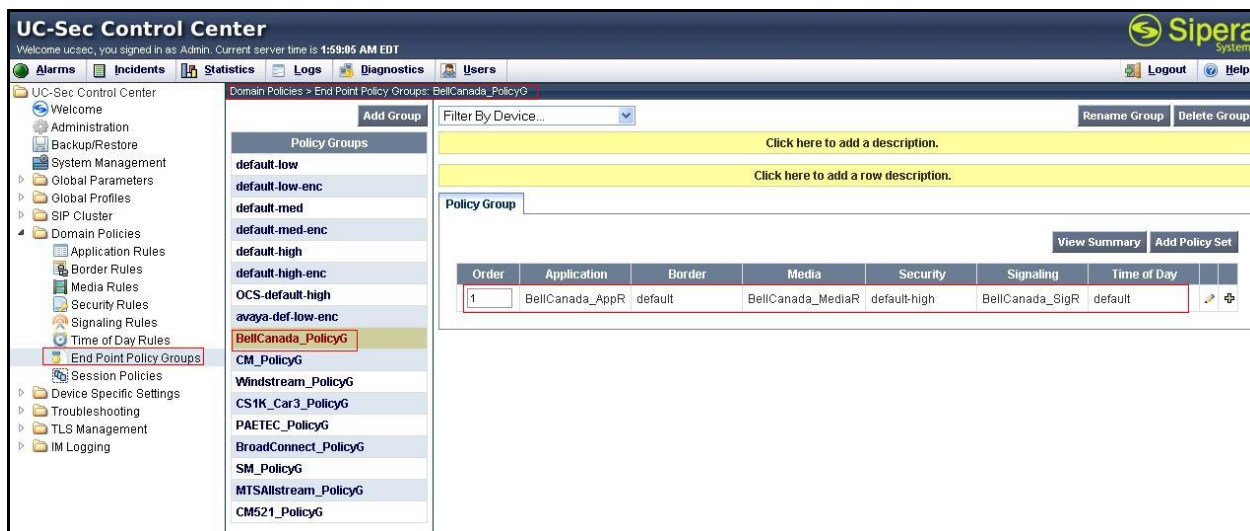 UC-Sec Control Center
Welcome ucsec, you signed in as Admin. Current server time is 1:59:05 AM EDT
Sipera
Systems
Alarms Incidents Statistics Logs Diagnostics Users Logout Help
UC-Sec Control Center
Welcome
Administration
Backup/Restore
System Management
Global Parameters
Global Profiles
SIP Cluster
Domain Policies
Application Rules
Border Rules
Media Rules
Security Rules
Signaling Rules
Time of Day Rules
End Point Policy Groups
Session Policies
Device Specific Settings
Troubleshooting
TLS Management
IM Logging
Domain Policies > End Point Policy Groups: BellCanada_PolicyG
Add Group
Policy Groups
default-low
default-low-enc
default-med
default-med-enc
default-high
default-high-enc
OCS-default-high
avaya-def-low-enc
BellCanada_PolicyG
CM_PolicyG
Windstream_PolicyG
CS1K_Car3_PolicyG
PAETEC_PolicyG
BroadConnect_PolicyG
SM_PolicyG
MTSAllstream_PolicyG
CM521_PolicyG
Filter By Device...
Rename Group Delete Group
Click here to add a description.
Click here to add a row description.
Policy Group
View Summary Add Policy Set
Order Application Border Media Security Signaling Time of Day
1 BellCanada_AppR default BellCanada_MediaR default-high BellCanada_SigR default